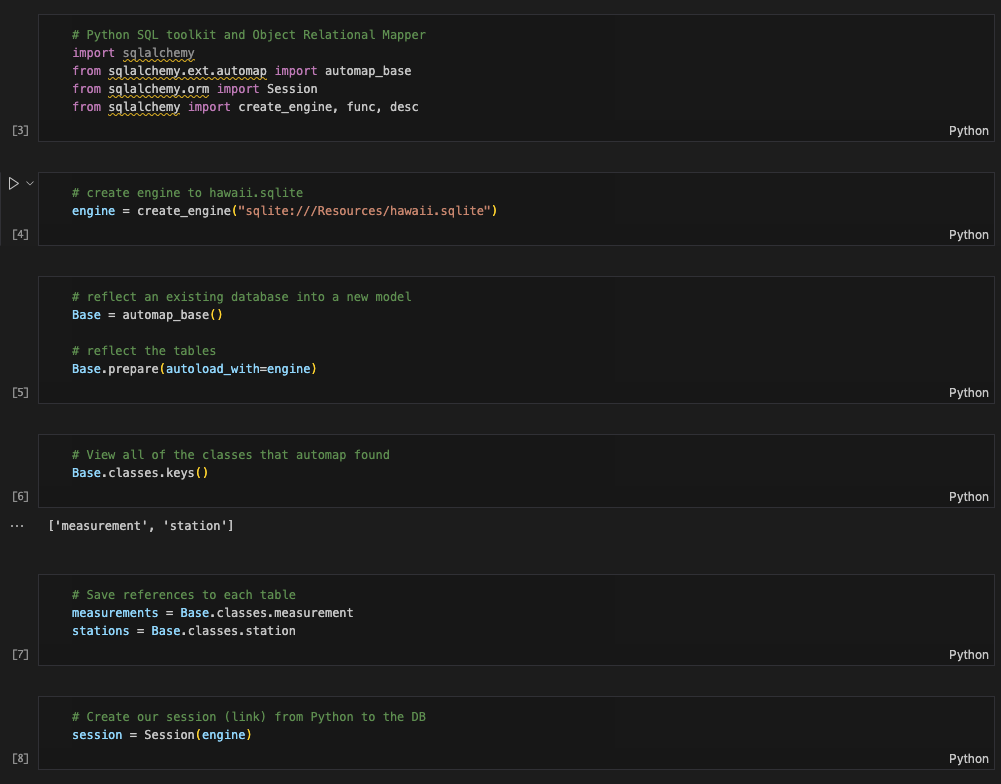 # Python SQL toolkit and Object Relational Mapper
import sqlalchemy
from sqlalchemy.ext.automap import automap_base
from sqlalchemy.orm import Session
from sqlalchemy import create_engine, func, desc
[3]
Python
# create engine to hawaii.sqlite
engine = create_engine("sqlite:///Resources/hawaii.sqlite")
[4]
Python
# reflect an existing database into a new model
Base = automap_base()
# reflect the tables
Base.prepare(autoload_with=engine)
[5]
Python
# View all of the classes that automap found
Base.classes.keys()
[6]
Python
... ['measurement', 'station']
# Save references to each table
measurements = Base.classes.measurement
stations = Base.classes.station
[7]
Python
# Create our session (link) from Python to the DB
session = Session(engine)
[8]
Python